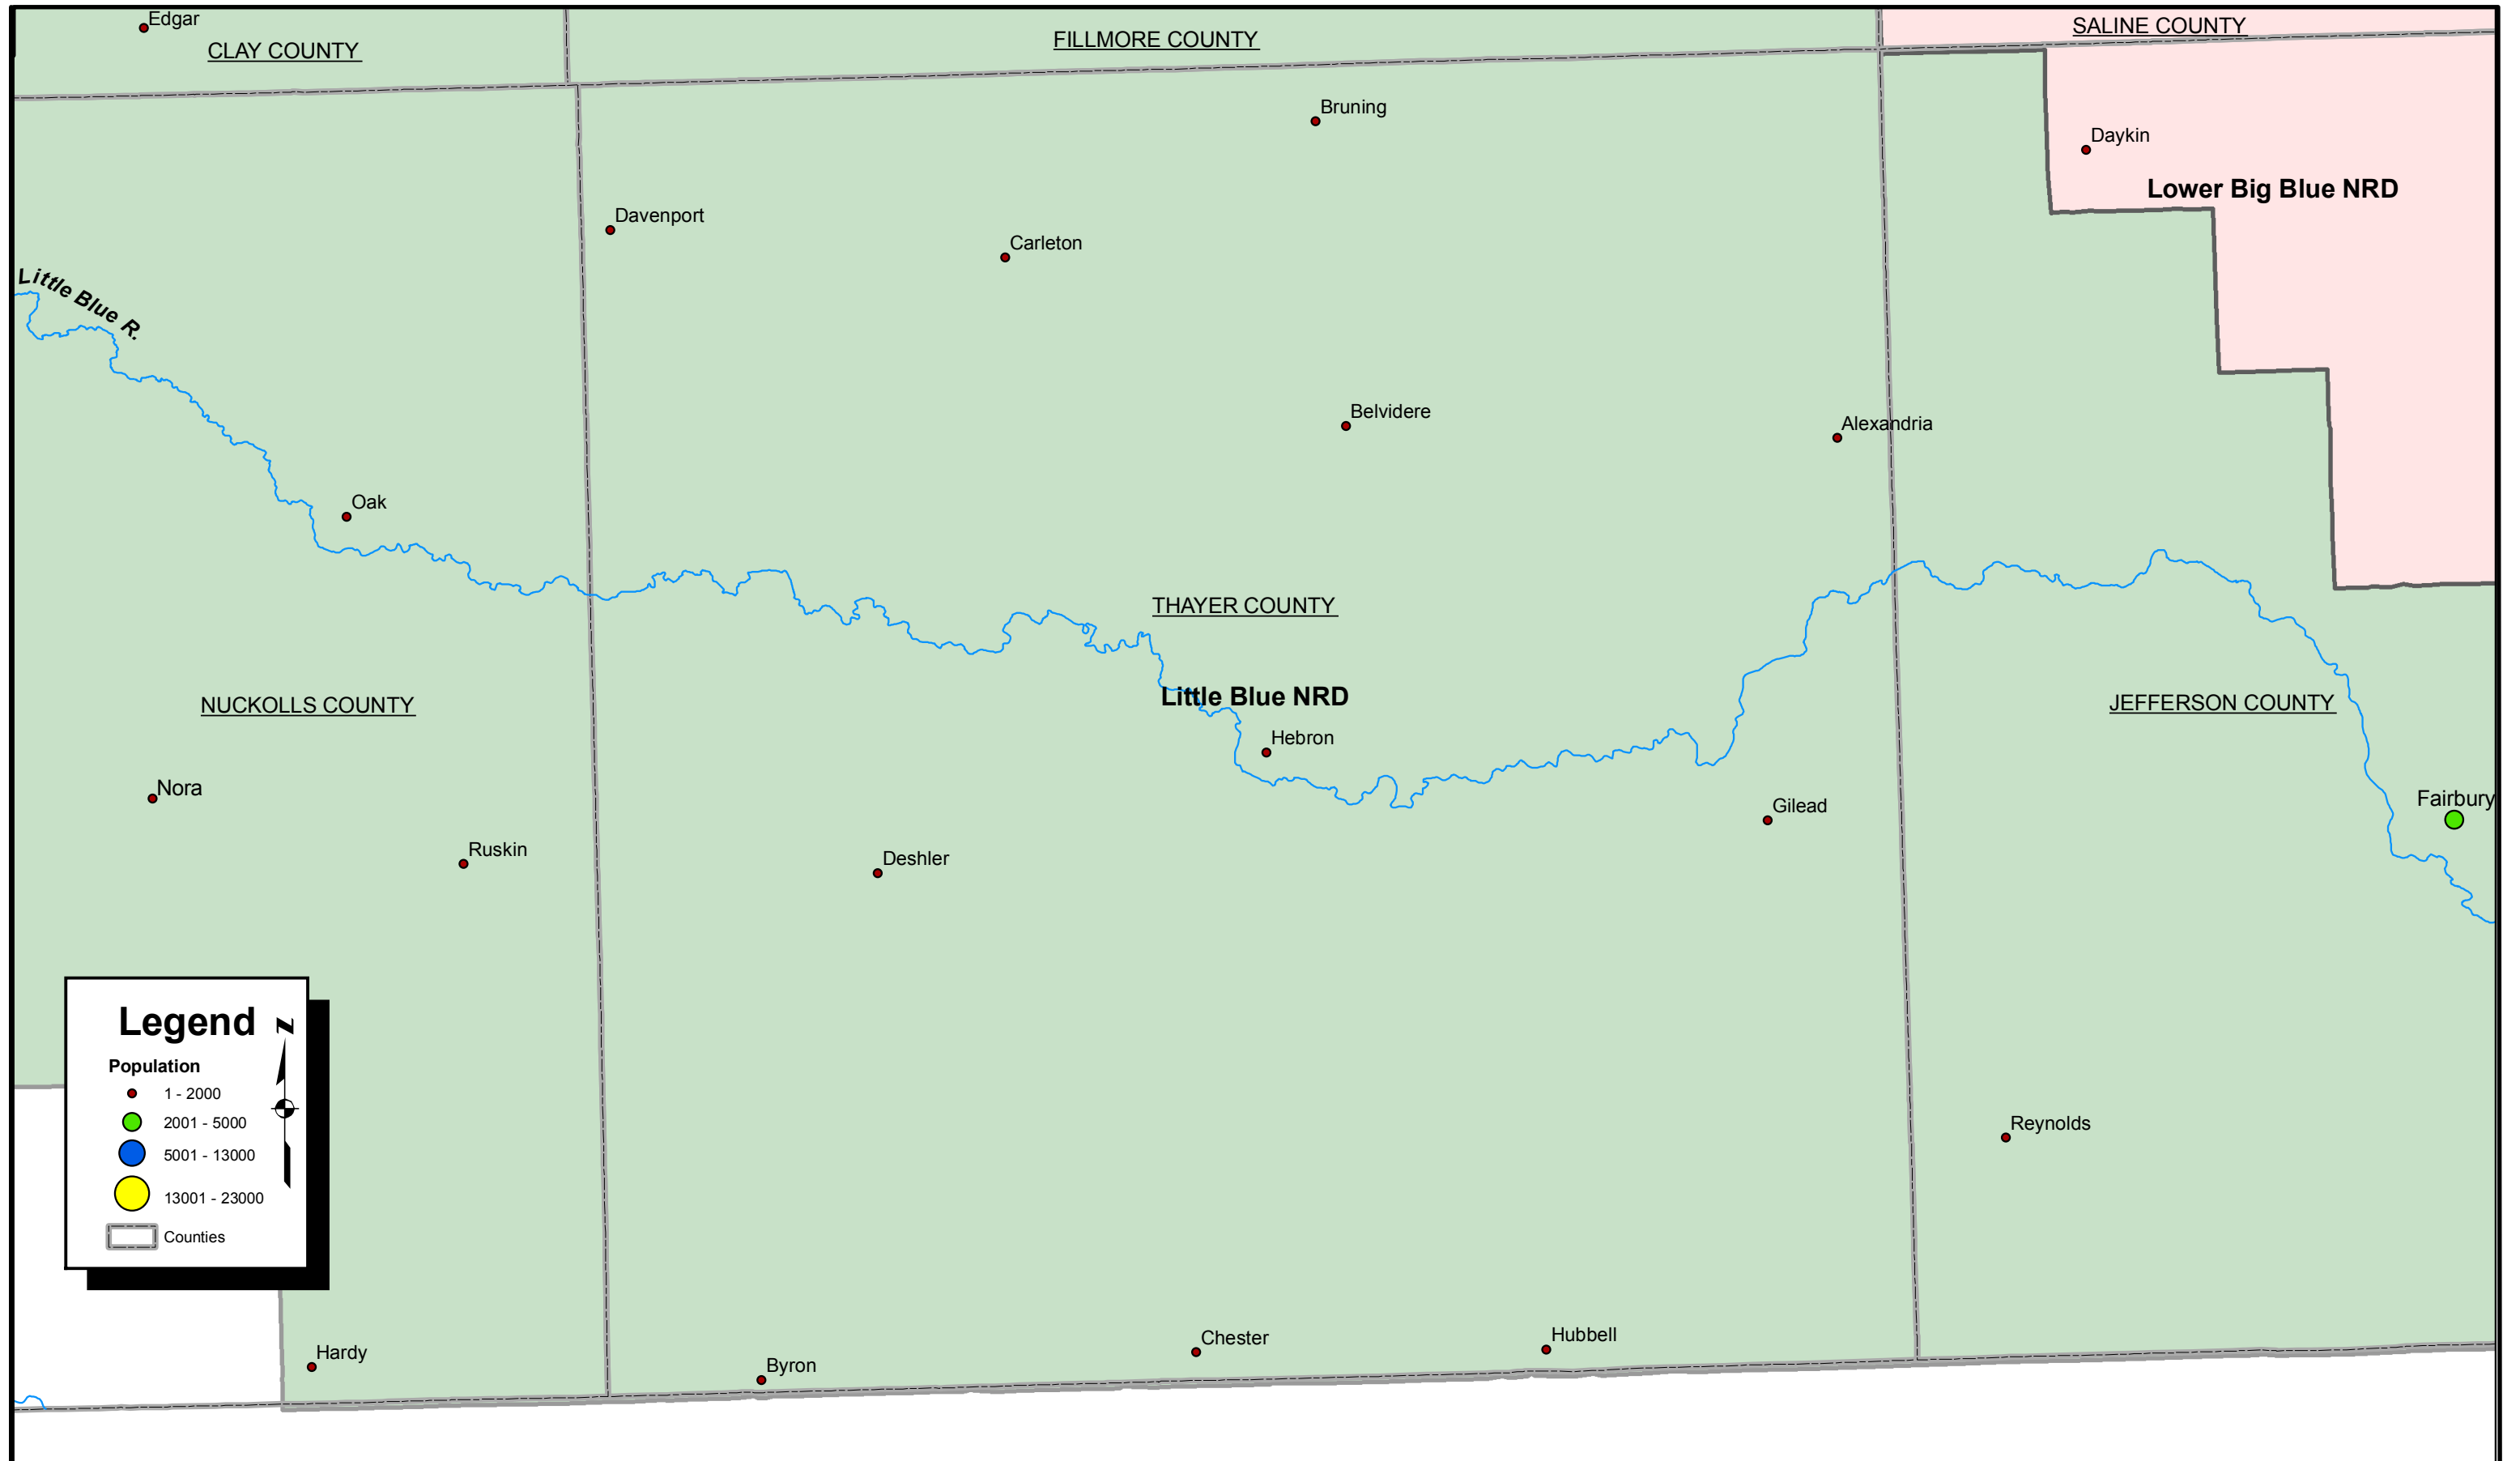 Edgar
CLAY COUNTY
FILLMORE COUNTY
SALINE COUNTY
Bruning
Daykin
Lower Big Blue NRD
Davenport
Carleton
Little Blue R.
Belvidere
Alexandria
Oak
THAYER COUNTY
Little Blue NRD
NUCKOLLS COUNTY
JEFFERSON COUNTY
Hebron
Nora
Fairbury
Gilead
Ruskin
Deshler
Legend
N
Population
1 - 2000
2001 - 5000
5001 - 13000
13001 - 23000
Counties
Reynolds
Hardy
Byron
Chester
Hubbell